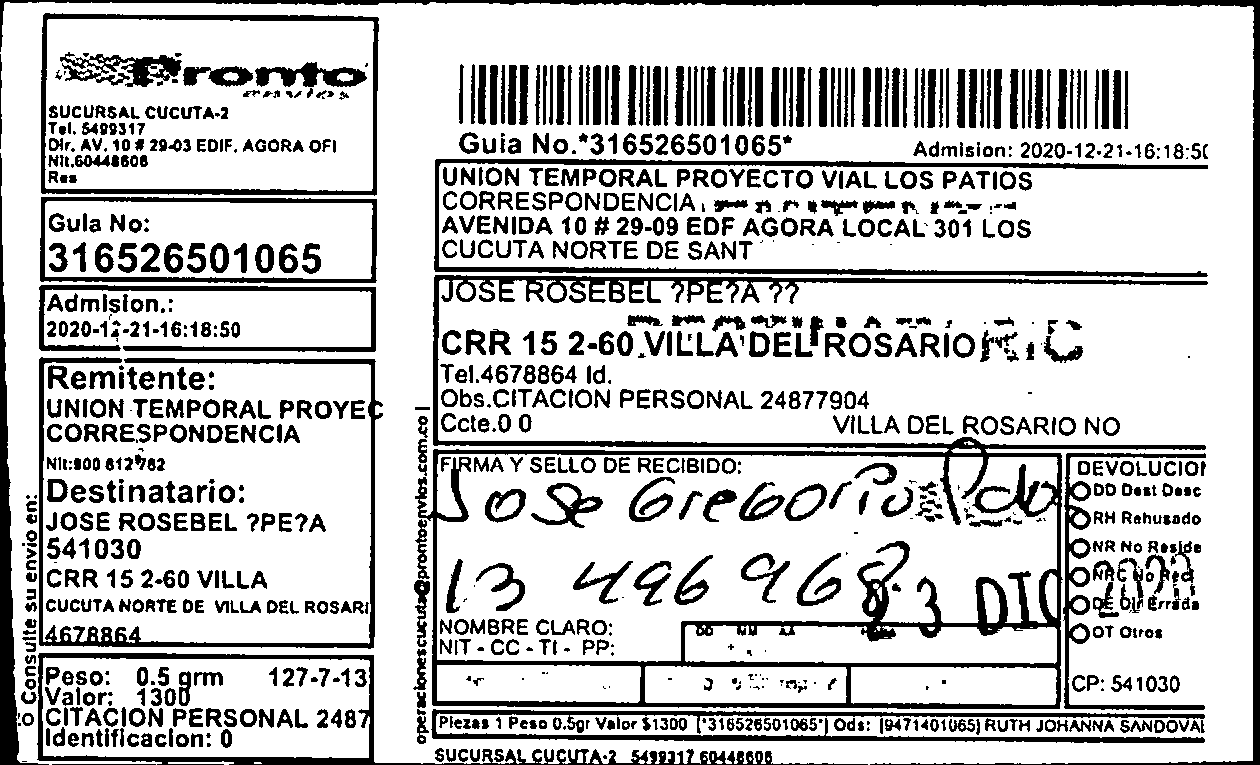 Pronto
envios
SUCURSAL CUCUTA-2
Tel. 5499317
Dir. AV. 10 # 29-03 EDIF. AGORA OFI
Nit.60448606
Res
Guia No:
316526501065
Admision.:
2020-12-21-16:18:50
Remitente:
UNION TEMPORAL PROYEC
CORRESPONDENCIA
Nit:800 612782
Destinatario:
JOSE ROSEBEL ?PE?A
541030
CRR 15 2-60 VILLA
CUCUTA NORTE DE VILLA DEL ROSARI
4678864
Peso: 0.5 grm 127-7-13
Valor: 1300
CITACION PERSONAL 2487
Identificacion: 0
Consulte su envio en:
operacionescucuta@prontoenvios.com.co |
Guia No.*316526501065*
Admision: 2020-12-21-16:18:50
UNION TEMPORAL PROYECTO VIAL LOS PATIOS
CORRESPONDENCIA
AVENIDA 10 # 29-09 EDF AGORA LOCAL 301 LOS
CUCUTA NORTE DE SANT
JOSE ROSEBEL ?PE?A ??
CRR 15 2-60 VILLA DEL ROSARIO
Tel.4678864 Id.
Obs.CITACION PERSONAL 24877904
Ccte.0 0 VILLA DEL ROSARIO NO
FIRMA Y SELLO DE RECIBIDO:
Jose Gregorio
13 496 968
23 DIC
NOMBRE CLARO:
NIT - CC - TI - PP:
DD MM AA
DEVOLUCION
DD Dest Desc
RH Rehusado
NR No Reside
NRC No Recl
DE Dir Errada
OT Otros
CP: 541030
Piezas 1 Peso 0.5gr Valor $1300 [*316526501065*] Ods: [9471401065] RUTH JOHANNA SANDOVAL
SUCURSAL CUCUTA-2 5499317 60448606